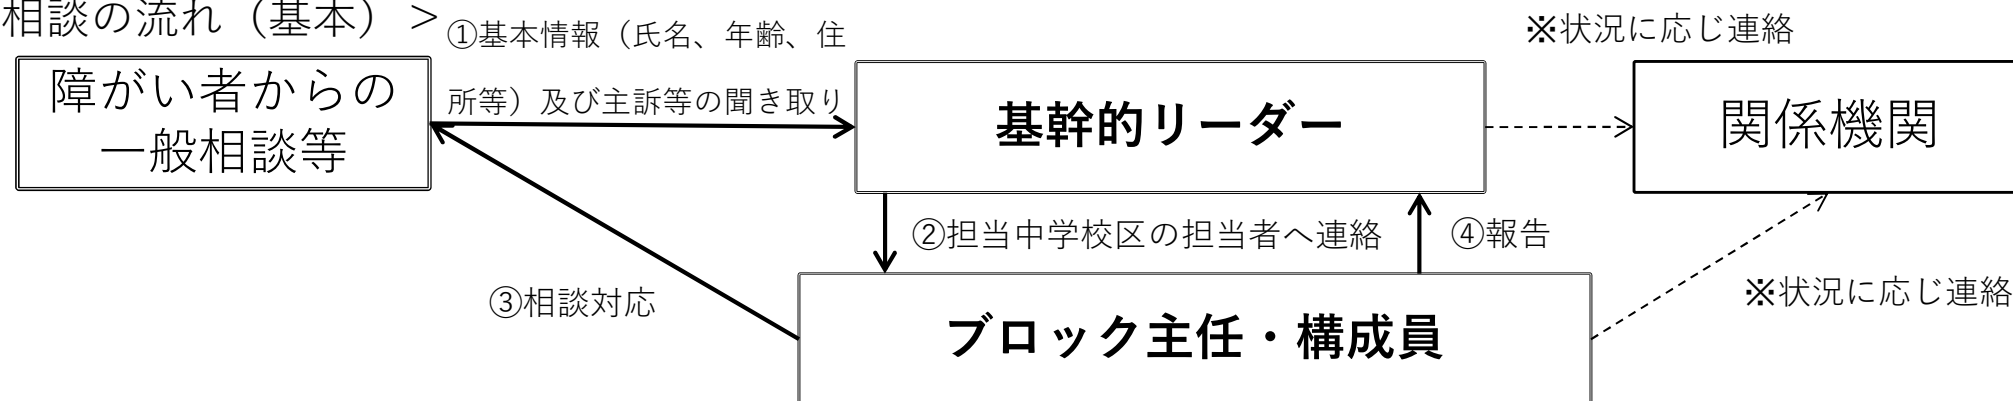 相談の流れ（基本）＞
①基本情報（氏名、年齢、住
所等）及び主訴等の聞き取り
※状況に応じ連絡
障がい者からの
一般相談等
基幹的リーダー
関係機関
②担当中学校区の担当者へ連絡
④報告
③相談対応
※状況に応じ連絡
ブロック主任・構成員